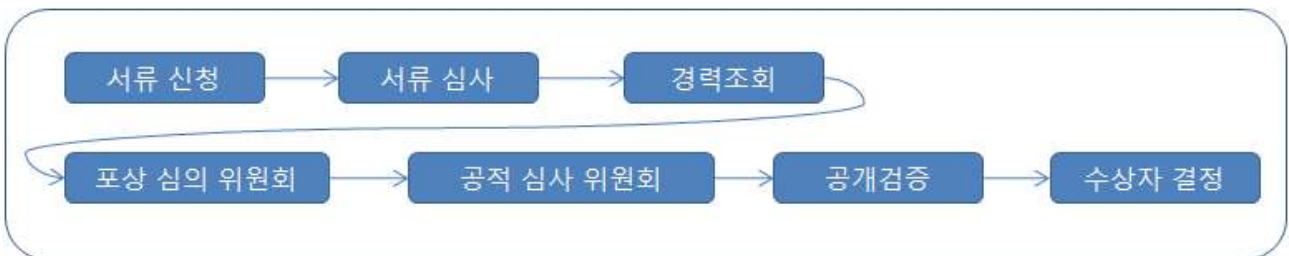 서류 신청 서류 심사 경력조회
포상 심의 위원회 공적 심사 위원회 공개검증 수상자 결정